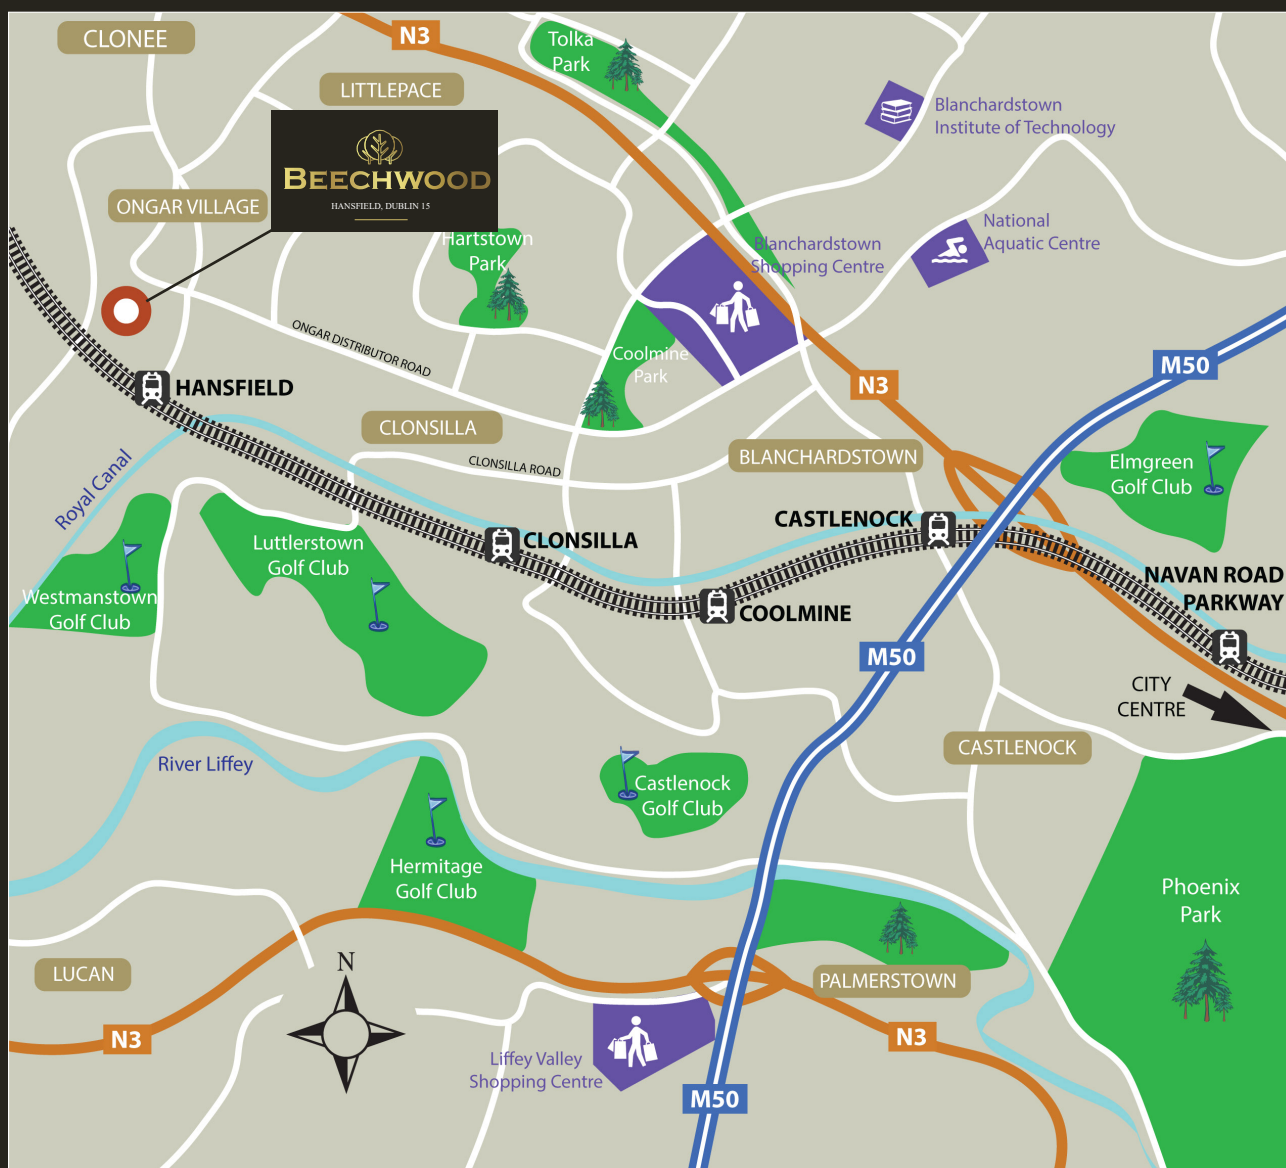 CLONEE
N3
Tolka
Park
LITTLEPACE
Blanchardstown
Institute of Technology
BEECHWOOD
HANSFIELD, DUBLIN 15
ONGAR VILLAGE
Hartstown
Park
Blanchardstown
Shopping Centre
National
Aquatic Centre
ONGAR DISTRIBUTOR ROAD
Coolmine
Park
M50
HANSFIELD
N3
CLONSILLA
CLONSILLA ROAD
BLANCHARDSTOWN
Elmgreen
Golf Club
Royal Canal
CASTLENOCK
Luttlerstown
Golf Club
CLONSILLA
NAVAN ROAD
PARKWAY
Westmanstown
Golf Club
COOLMINE
M50
CITY
CENTRE
CASTLENOCK
River Liffey
Castlenock
Golf Club
Hermitage
Golf Club
Phoenix
Park
LUCAN
N
PALMERSTOWN
N3
N3
Liffey Valley
Shopping Centre
M50